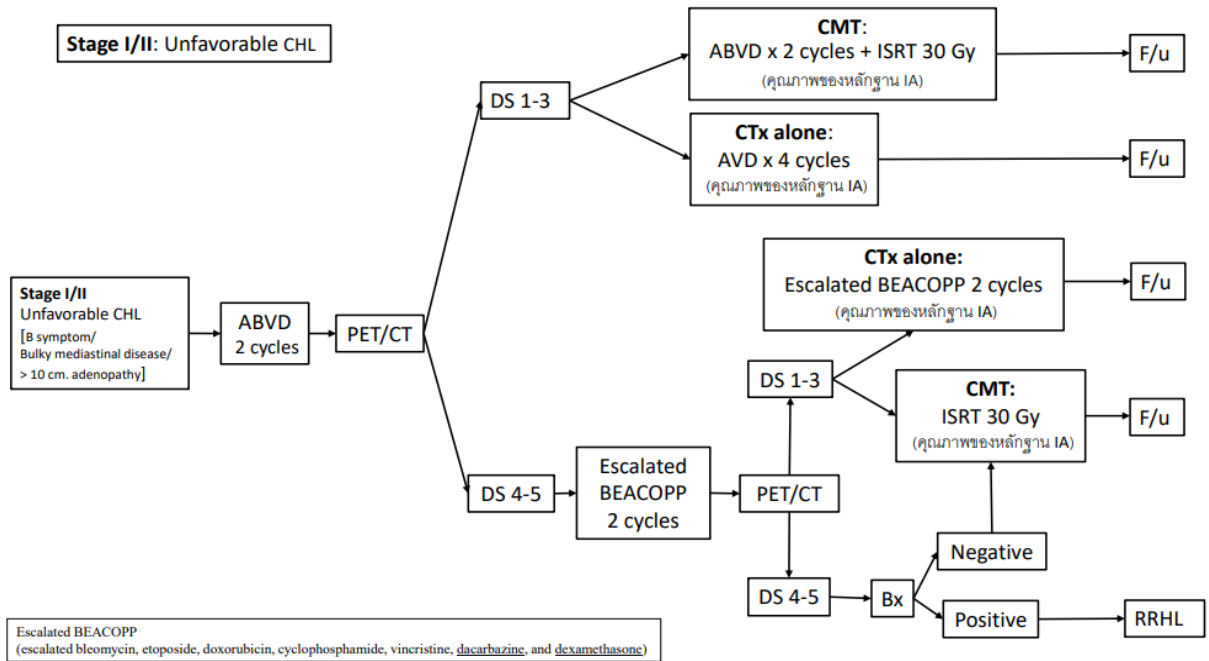 Stage I/II: Unfavorable CHL
CMT:
ABVD x 2 cycles + ISRT 30 Gy
(คุณภาพของหลักฐาน IA)
F/u
DS 1-3
CTx alone:
AVD x 4 cycles
(คุณภาพของหลักฐาน IA)
F/u
Stage I/II
Unfavorable CHL
[B symptom/
Bulky mediastinal disease/
> 10 cm. adenopathy]
ABVD
2 cycles
PET/CT
CTx alone:
Escalated BEACOPP 2 cycles
(คุณภาพของหลักฐาน IA)
F/u
DS 1-3
CMT:
ISRT 30 Gy
(คุณภาพของหลักฐาน IA)
F/u
DS 4-5
Escalated
BEACOPP
2 cycles
PET/CT
Negative
DS 4-5
Bx
Positive
RRHL
Escalated BEACOPP
(escalated bleomycin, etoposide, doxorubicin, cyclophosphamide, vincristine, dacarbazine, and dexamethasone)